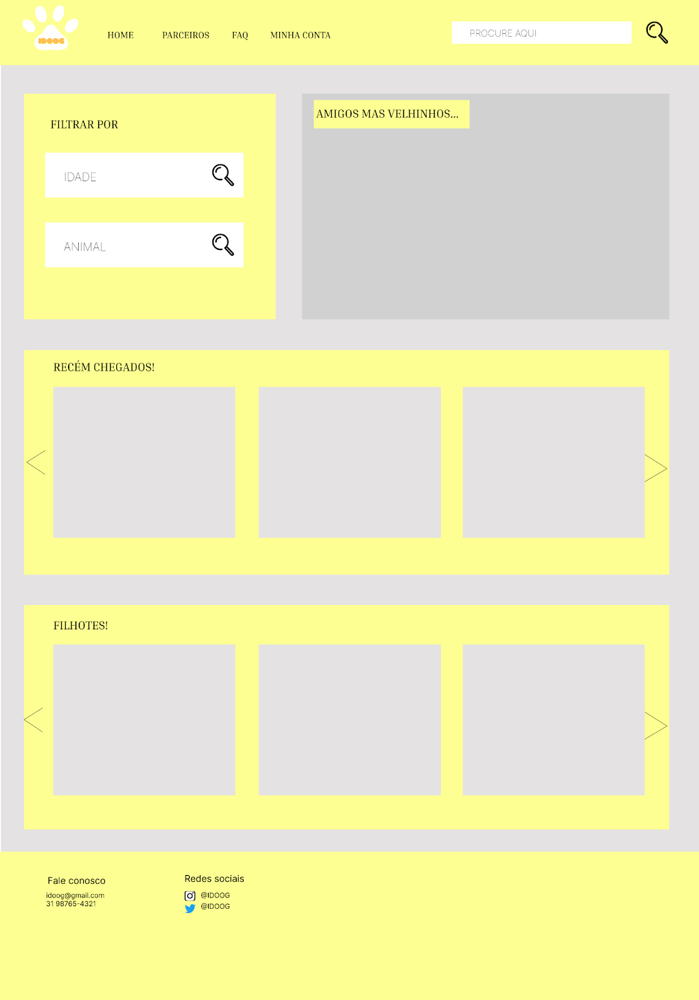 IDOOG
HOME
PARCEIROS
FAQ
MINHA CONTA
PROCURE AQUI
FILTRAR POR
IDADE
ANIMAL
AMIGOS MAS VELHINHOS...
RECÉM CHEGADOS!
FILHOTES!
Fale conosco
idoog@gmail.com
31 98765-4321
Redes sociais
@IDOOG
@IDOOG